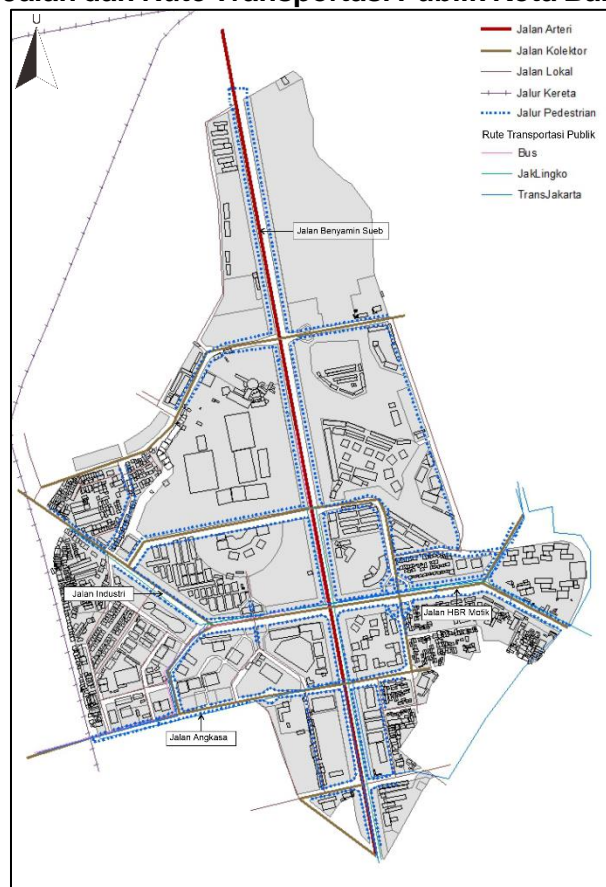 Jalan dan Rute Transportasi Publik Kota
U
Jalan Arteri
Jalan Kolektor
Jalan Lokal
Jalur Kereta
Jalur Pedestrian
Rute Transportasi Publik
Bus
JakLingko
TransJakarta
Jalan Benyamin Sueb
Jalan Industri
Jalan HBR Motik
Jalan Angkasa